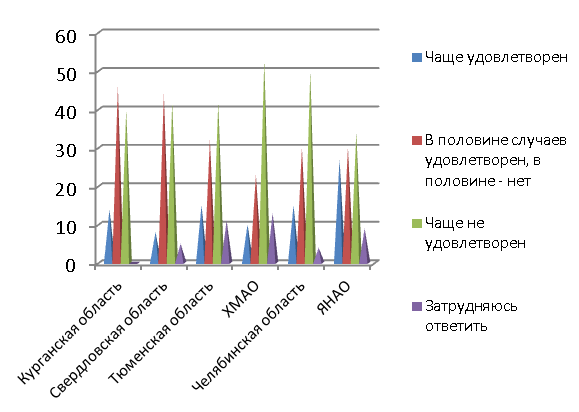 60
50
40
30
20
10
0
Курганская область
Свердловская область
Тюменская область
ХМАО
Челябинская область
ЯНАО
Чаще удовлетворен
В половине случаев
удовлетворен, в
половине - нет
Чаще не
удовлетворен
Затрудняюсь
ответить